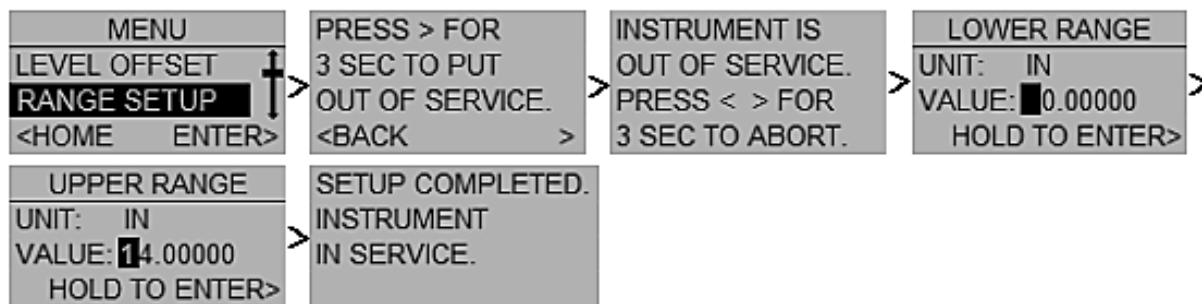 MENU
LEVEL OFFSET
RANGE SETUP
<HOME ENTER>
>
PRESS > FOR
3 SEC TO PUT
OUT OF SERVICE.
<BACK >
>
INSTRUMENT IS
OUT OF SERVICE.
PRESS < > FOR
3 SEC TO ABORT.
>
LOWER RANGE
UNIT: IN
VALUE: 0.00000
HOLD TO ENTER>
>
UPPER RANGE
UNIT: IN
VALUE: 14.00000
HOLD TO ENTER>
>
SETUP COMPLETED.
INSTRUMENT
IN SERVICE.